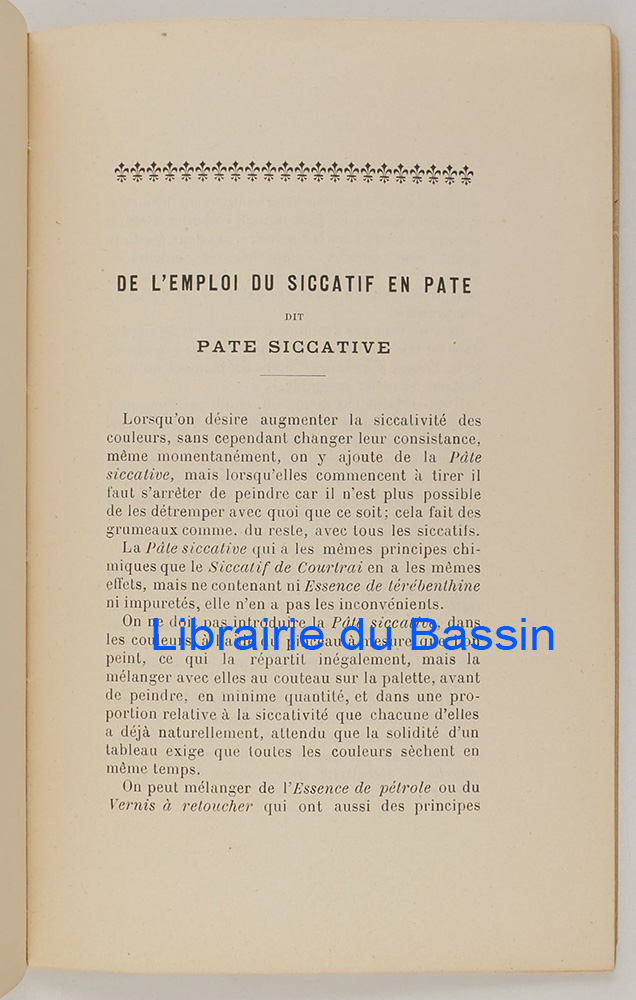 DE L'EMPLOI DU SICCATIF EN PATE
DIT
PATE SICCATIVE
Lorsqu'on désire augmenter la siccativité des
couleurs, sans cependant changer leur consistance,
même momentanément, on y ajoute de la Pâte
siccative, mais lorsqu'elles commencent à tirer il
faut s'arrêter de peindre car il n'est plus possible
de les détremper avec quoi que ce soit; cela fait des
grumeaux comme. du reste, avec tous les siccatifs.
La Pâte siccative qui a les mêmes principes chi-
miques que le Siccatif de Courtrai en a les mêmes
effets, mais ne contenant ni Essence de térébenthine
ni impuretés, elle n'en a pas les inconvénients.
On ne doit pas introduire la Pâte siccative, dans
les couleurs, à pinceau à mesure que
Librairie du Bassin
peint, ce qui la répartit inégalement, mais la
mélanger avec elles au couteau sur la palette, avant
de peindre, en minime quantité, et dans une pro-
portion relative à la siccativité que chacune d'elles
a déjà naturellement, attendu que la solidité d'un
tableau exige que toutes les couleurs sèchent en
même temps.
On peut mélanger de l'Essence de pétrole ou du
Vernis à retoucher qui ont aussi des principes